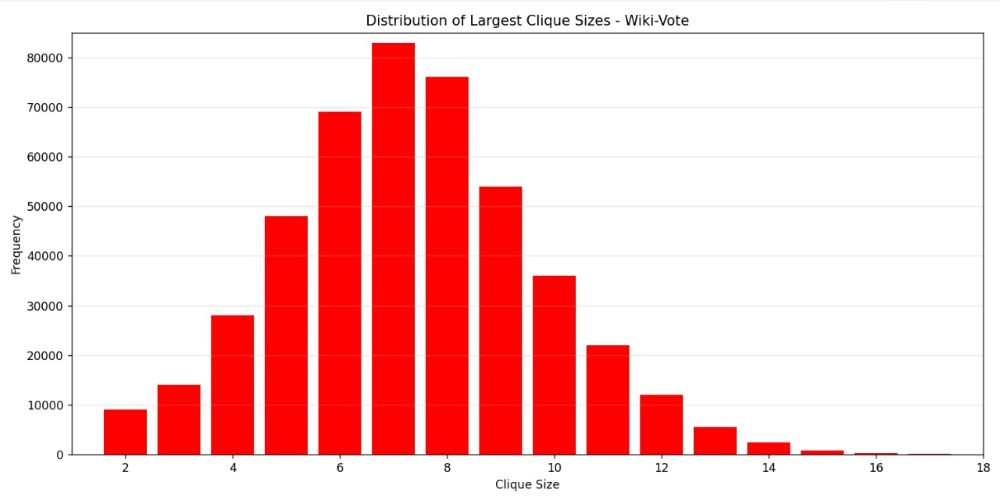 Distribution of Largest Clique Sizes - Wiki-Vote
80000
70000
60000
50000
40000
30000
20000
10000
0
Frequency
2 4 6 8 10 12 14 16 18
Clique Size